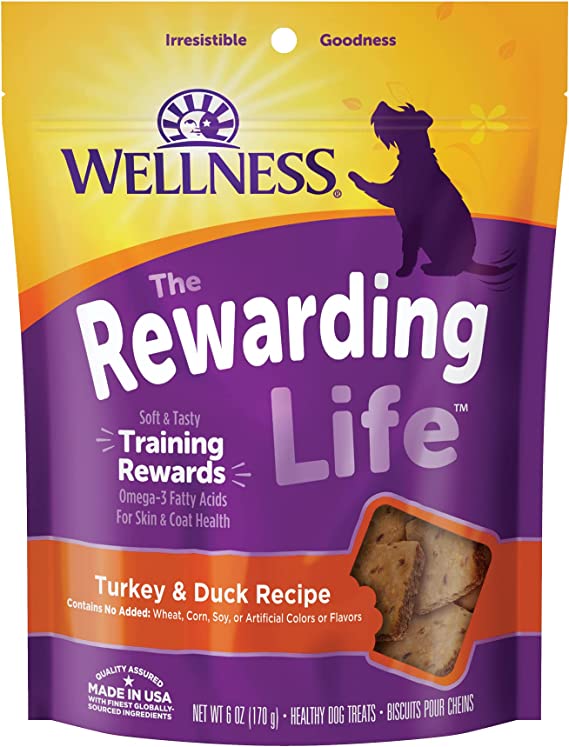 Irresistible Goodness
WELLNESS®
The
Rewarding
Life™
Soft & Tasty
Training
Rewards
Omega-3 Fatty Acids
For Skin & Coat Health
Turkey & Duck Recipe
Contains No Added: Wheat, Corn, Soy, or Artificial Colors or Flavors
QUALITY ASSURED
MADE IN USA
WITH FINEST GLOBALLY-
SOURCED INGREDIENTS
NET WT 6 OZ (170 g) • HEALTHY DOG TREATS • BISCUITS POUR CHEINS